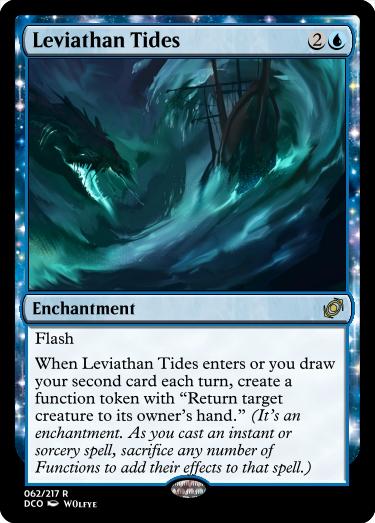 Leviathan Tides 2
Enchantment
Flash
When Leviathan Tides enters or you draw
your second card each turn, create a
function token with “Return target
creature to its owner's hand.” (It's an
enchantment. As you cast an instant or
sorcery spell, sacrifice any number of
Functions to add their effects to that spell.)
062/217 R
DCO W0LFYE